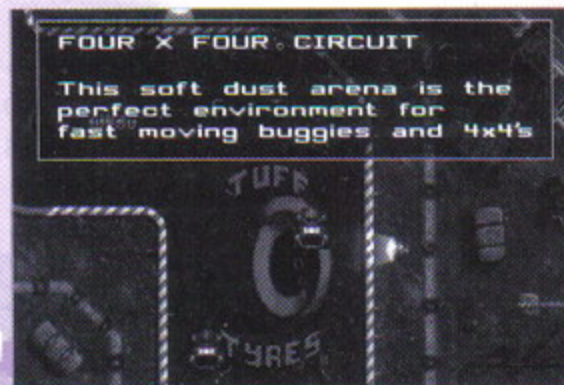 FOUR X FOUR CIRCUIT
This soft dust arena is the
perfect environment for
fast moving buggies and 4x4's
TUFF
TYRES